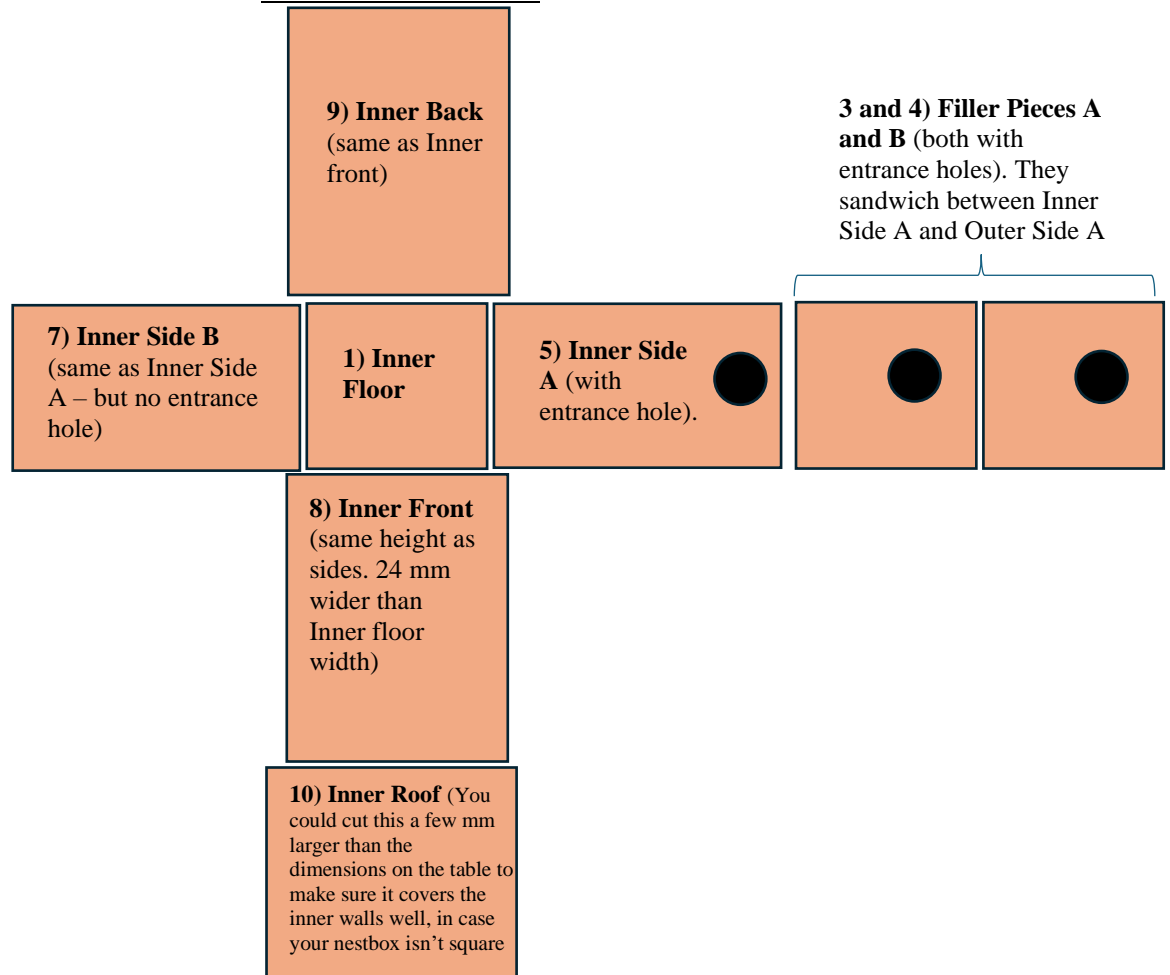 9) Inner Back
(same as Inner
front)
3 and 4) Filler Pieces A
and B (both with
entrance holes). They
sandwich between Inner
Side A and Outer Side A
7) Inner Side B
(same as Inner Side
A – but no entrance
hole)
1) Inner
Floor
5) Inner Side
A (with
entrance hole).
8) Inner Front
(same height as
sides. 24 mm
wider than
Inner floor
width)
10) Inner Roof (You
could cut this a few mm
larger than the
dimensions on the table to
make sure it covers the
inner walls well, in case
your nestbox isn’t square